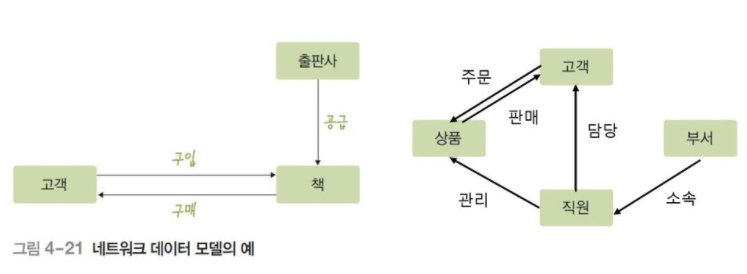 출판사
공급
구입
고객
책
구매
그림 4-21 네트워크 데이터 모델의 예
고객
주문
판매
상품
담당
부서
관리
직원
소속